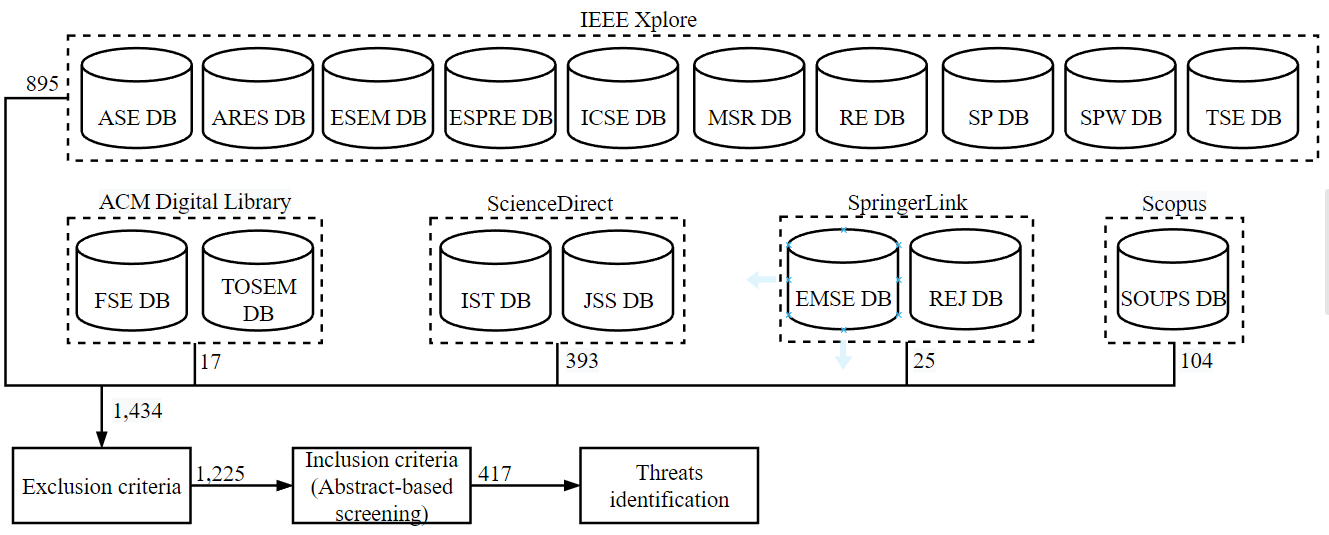 IEEE Xplore
895
ASE DB
ARES DB
ESEM DB
ESPRE DB
ICSE DB
MSR DB
RE DB
SP DB
SPW DB
TSE DB
ACM Digital Library
ScienceDirect
SpringerLink
Scopus
FSE DB
TOSEM
DB
IST DB
JSS DB
EMSE DB
REJ DB
SOUPS DB
17
393
25
104
1,434
Exclusion criteria
1,225
Inclusion criteria
(Abstract-based
screening)
417
Threats
identification